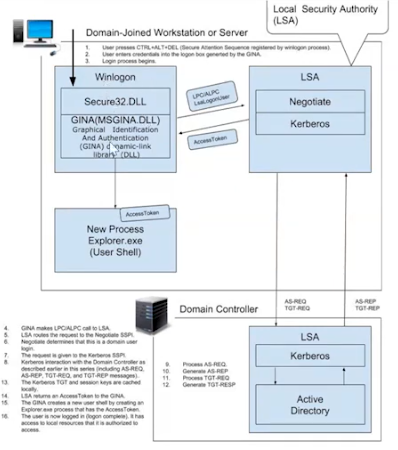 Local Security Authority
(LSA)
Domain-Joined Workstation or Server
1. User presses CTRL+ALT+DEL (Secure Attention Sequence registered by winlogon process).
2. User enters credentials into the logon box generted by the GINA.
3. Login process begins.
Winlogon
Secure32.DLL
GINA(MSGINA.DLL)
Graphical Identification
And Authentication
(GINA) dynamic-link
library (DLL)
LPC/ALPC
LsaLogonUser
AccessToken
LSA
Negotiate
Kerberos
AccessToken
New Process
Explorer.exe
(User Shell)
AS-REQ
TGT-REQ
AS-REP
TGT-REP
Domain Controller
4. GINA makes LPC/ALPC call to LSA.
5. LSA routes the request to the Negotiate SSPI.
6. Negotiate determines that this is a domain user
login.
7. The request is given to the Kerberos SSPI.
8. Kerberos interaction with the Domain Controller as
described earlier in this series (including AS-REQ,
AS-REP, TGT-REQ, and TGT-REP messages).
13. The Kerberos TGT and session keys are cached
locally.
14. LSA returns an AccessToken to the GINA.
15. The GINA creates a new user shell by creating an
Explorer.exe process that has the AccessToken.
16. The user is now logged in (logon complete). It has
access to local resources that it is authorized to
access.
9. Process AS-REQ.
10. Generate AS-REP
11. Process TGT-REQ
12. Generate TGT-RESP
LSA
Kerberos
Active
Directory